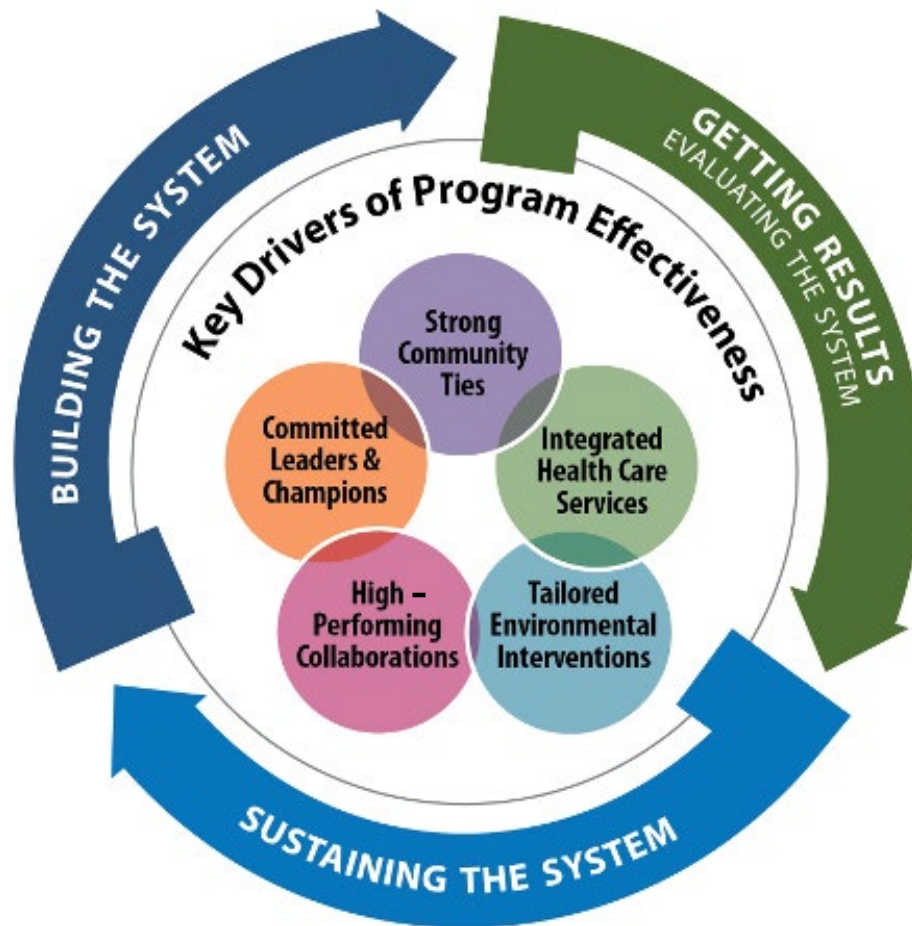 BUILDING THE SYSTEM
GETTING RESULTS
EVALUATING THE SYSTEM
Key Drivers of Program Effectiveness
Strong
Community
Ties
Committed
Leaders &
Champions
Integrated
Health Care
Services
High –
Performing
Collaborations
Tailored
Environmental
Interventions
SUSTAINING THE SYSTEM